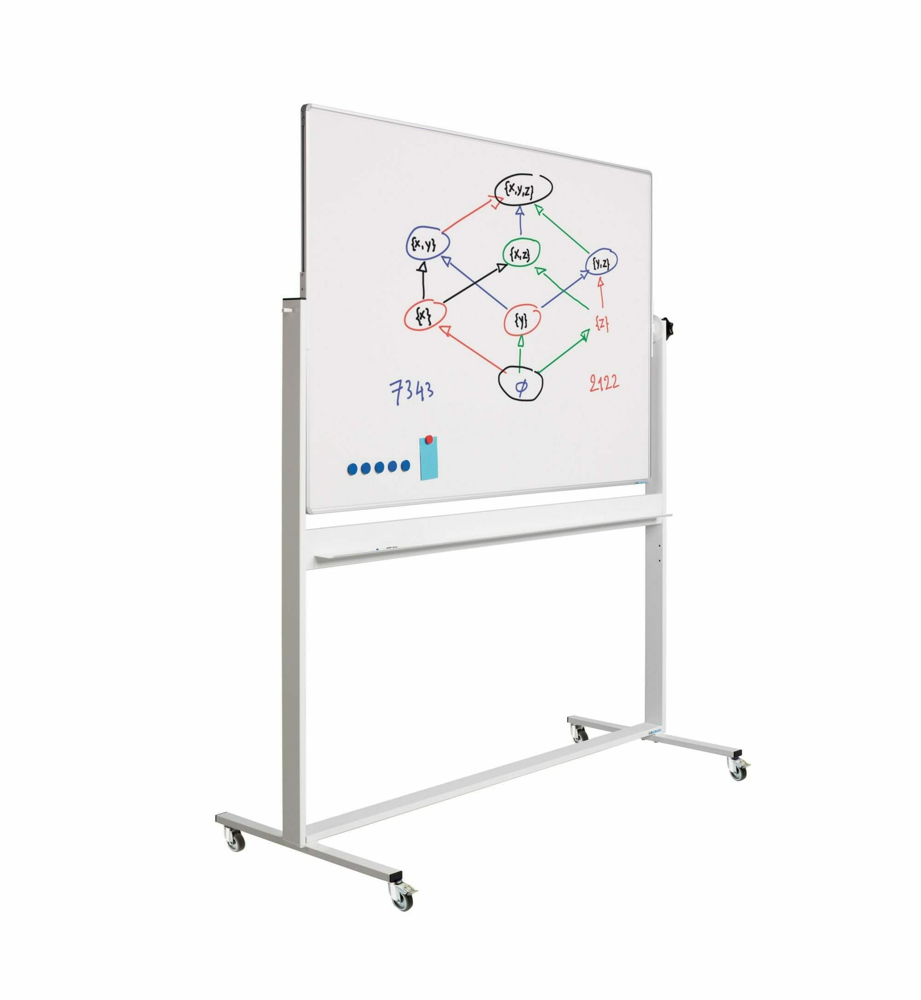 {x,y,z}
{x,y} {x,z} {y,z}
{x} {y} {z}
7343 ϕ 2122